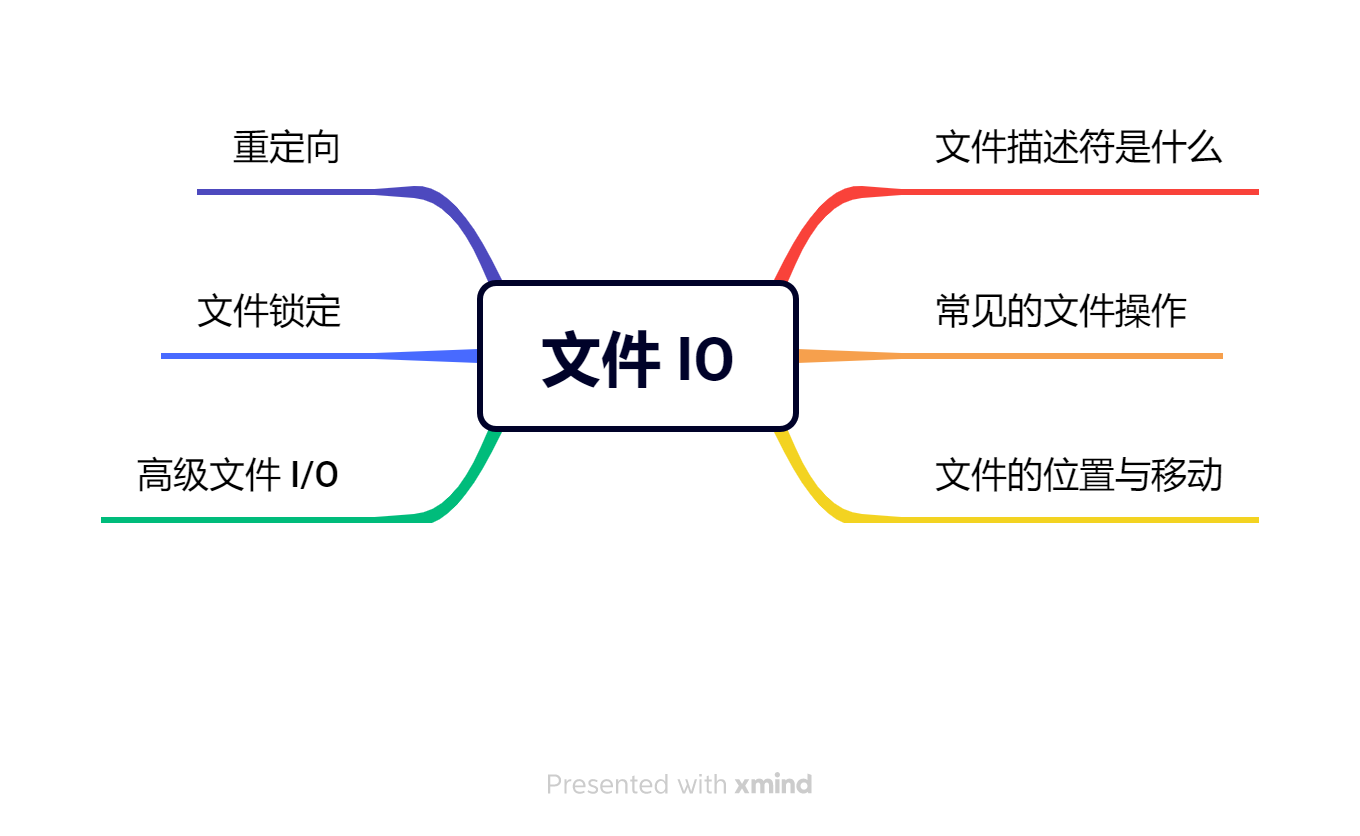 重定向
文件描述符是什么
文件锁定
常见的文件操作
文件 IO
高级文件 I/O
文件的位置与移动
Presented with xmind